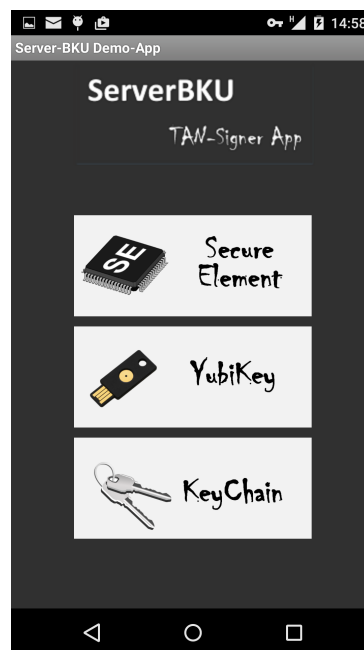 14:58
Server-BKU Demo-App
ServerBKU
TAN-Signer App
SE
Secure
Element
YubiKey
KeyChain